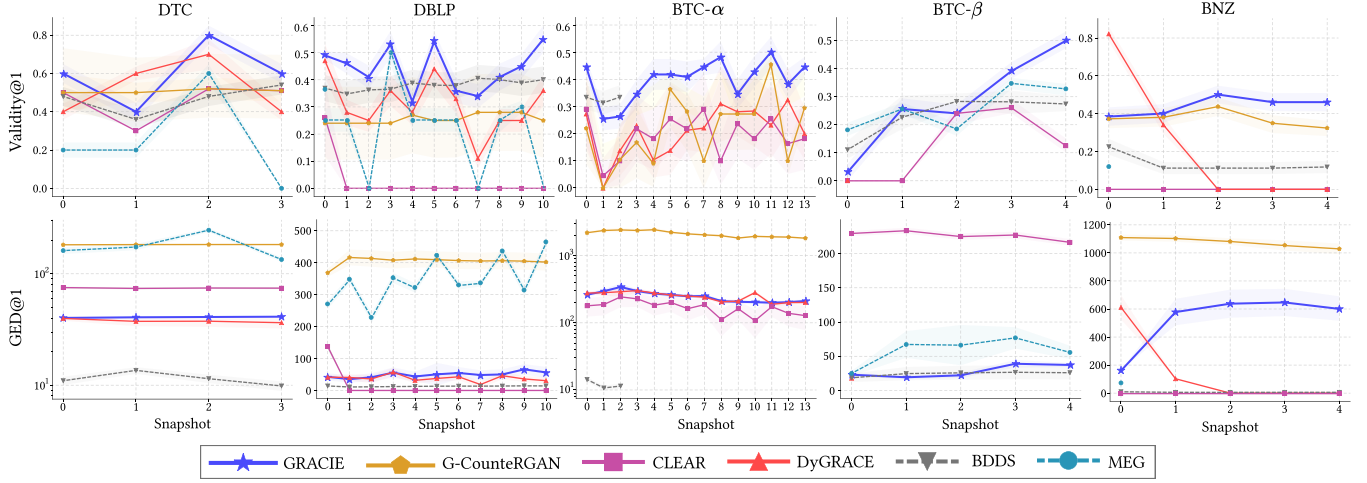 DTC DBLP BTC-α BTC-β BNZ
Validity@1
0.8 0.6 0.4 0.2 0.0
0 1 2 3
0.6 0.5 0.4 0.3 0.2 0.1 0.0
0 1 2 3 4 5 6 7 8 9 10
0.6 0.5 0.4 0.3 0.2 0.1 0.0
0 1 2 3 4 5 6 7 8 9 10 11 12 13
0.5 0.4 0.3 0.2 0.1 0.0
0 1 2 3 4
0.8 0.6 0.4 0.2 0.0
0 1 2 3 4
GED@1
10² 10¹
0 1 2 3
Snapshot
500 400 300 200 100 0
0 1 2 3 4 5 6 7 8 9 10
Snapshot
10³ 10² 10¹
0 1 2 3 4 5 6 7 8 9 10 11 12 13
Snapshot
200 150 100 50 0
0 1 2 3 4
Snapshot
1200 1000 800 600 400 200 0
0 1 2 3 4
Snapshot
GRACIE G-CounteRGAN CLEAR DyGRACE BDDS MEG